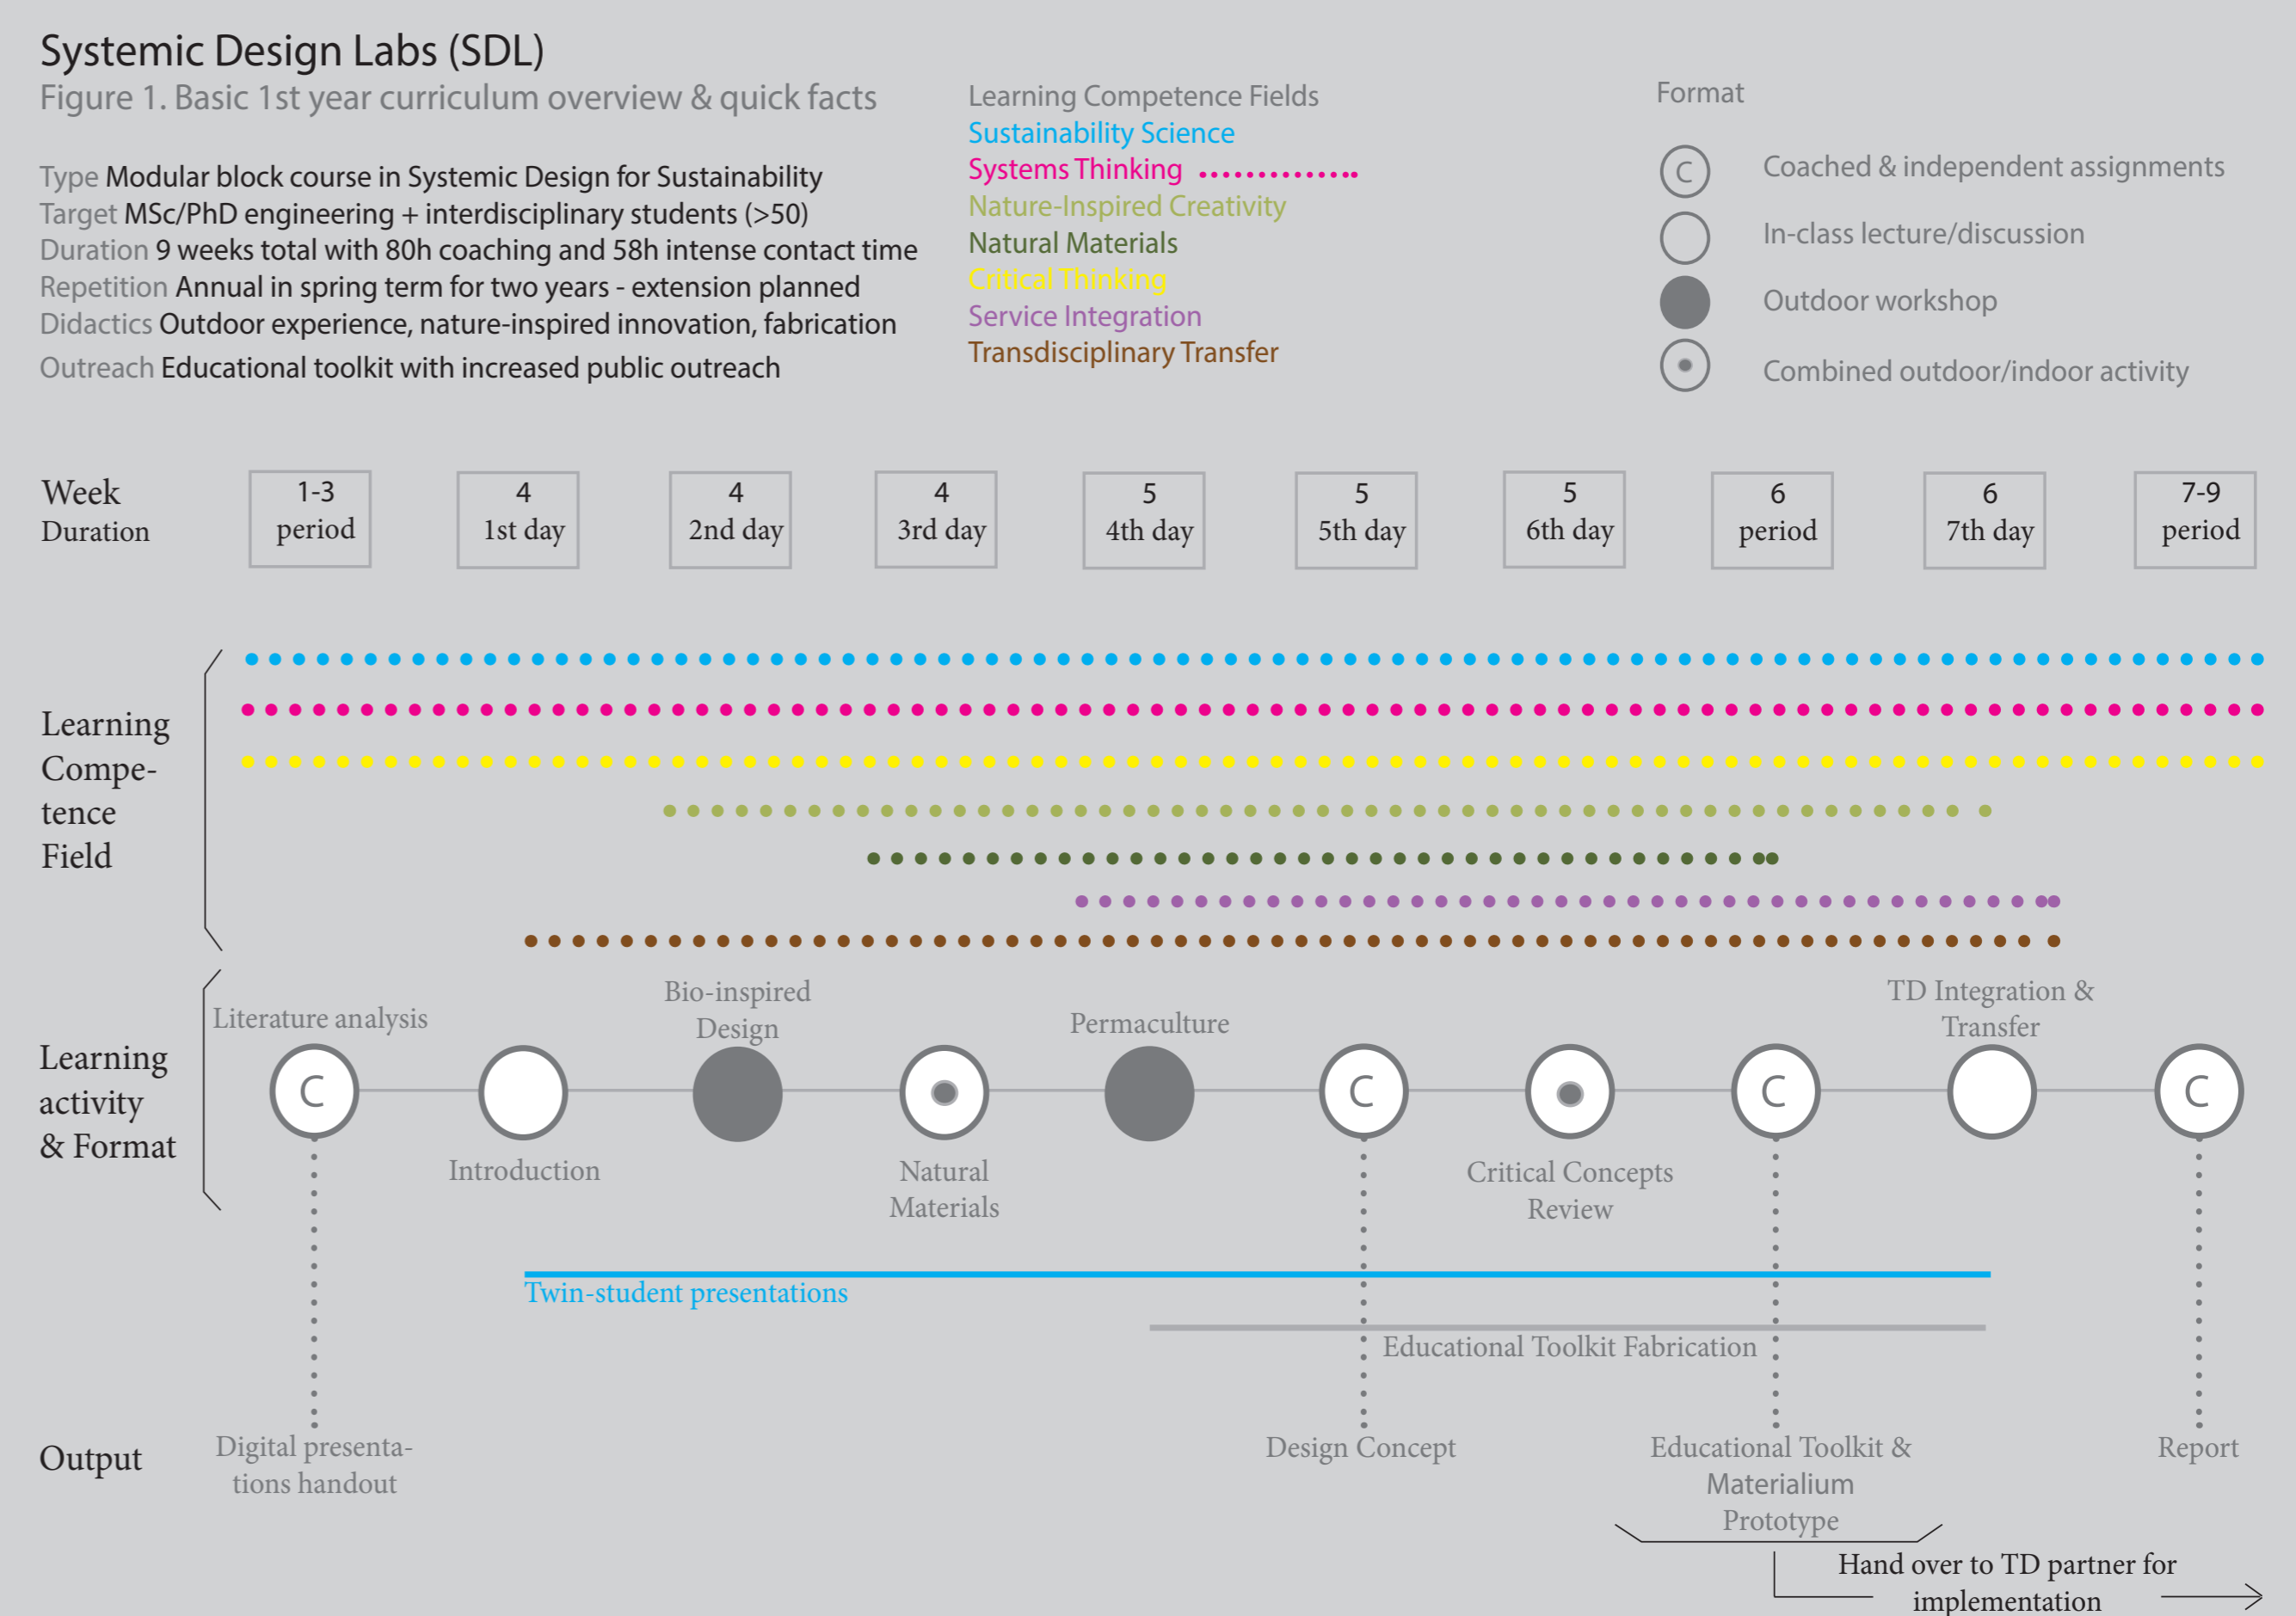 Systemic Design Labs (SDL)
Figure 1. Basic 1st year curriculum overview & quick facts
Type Modular block course in Systemic Design for Sustainability
Target MSc/PhD engineering + interdisciplinary students (>50)
Duration 9 weeks total with 80h coaching and 58h intense contact time
Repetition Annual in spring term for two years - extension planned
Didactics Outdoor experience, nature-inspired innovation, fabrication
Outreach Educational toolkit with increased public outreach
Learning Competence Fields
Sustainability Science
Systems Thinking
Nature-Inspired Creativity
Natural Materials
Critical Thinking
Service Integration
Transdisciplinary Transfer
Format
C Coached & independent assignments
In-class lecture/discussion
Outdoor workshop
Combined outdoor/indoor activity
Week 1-3 4 4 4 5 5 5 6 6 7-9
Duration period 1st day 2nd day 3rd day 4th day 5th day 6th day period 7th day period
Learning
Compe-
tence
Field
Literature analysis
Bio-inspired
Design
Permaculture
TD Integration &
Transfer
Learning
activity
& Format
C C C C
Introduction
Natural
Materials
Critical Concepts
Review
Twin-student presentations
Educational Toolkit Fabrication
Output
Digital presenta-
tions handout
Design Concept
Educational Toolkit &
Materialium
Prototype
Report
Hand over to TD partner for
implementation